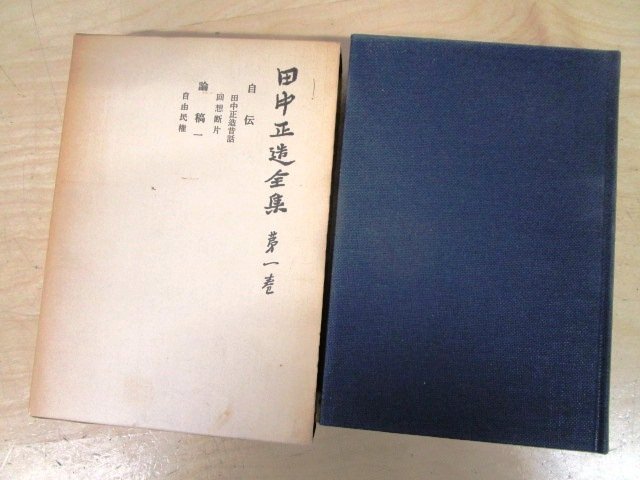 田中正造全集 第一巻
自伝
田中正造昔話
回想断片
論稿一
自由民権